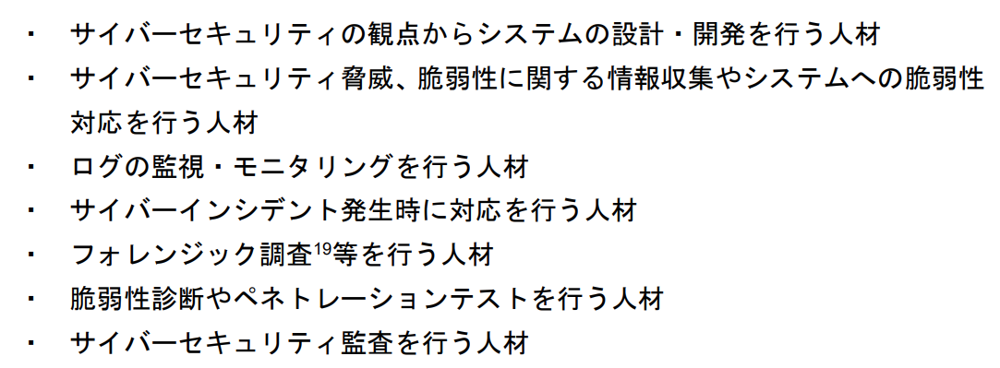 ・ サイバーセキュリティの観点からシステムの設計・開発を行う人材
・ サイバーセキュリティ脅威、脆弱性に関する情報収集やシステムへの脆弱性
対応を行う人材
・ ログの監視・モニタリングを行う人材
・ サイバーインシデント発生時に対応を行う人材
・ フォレンジック調査19等を行う人材
・ 脆弱性診断やペネトレーションテストを行う人材
・ サイバーセキュリティ監査を行う人材